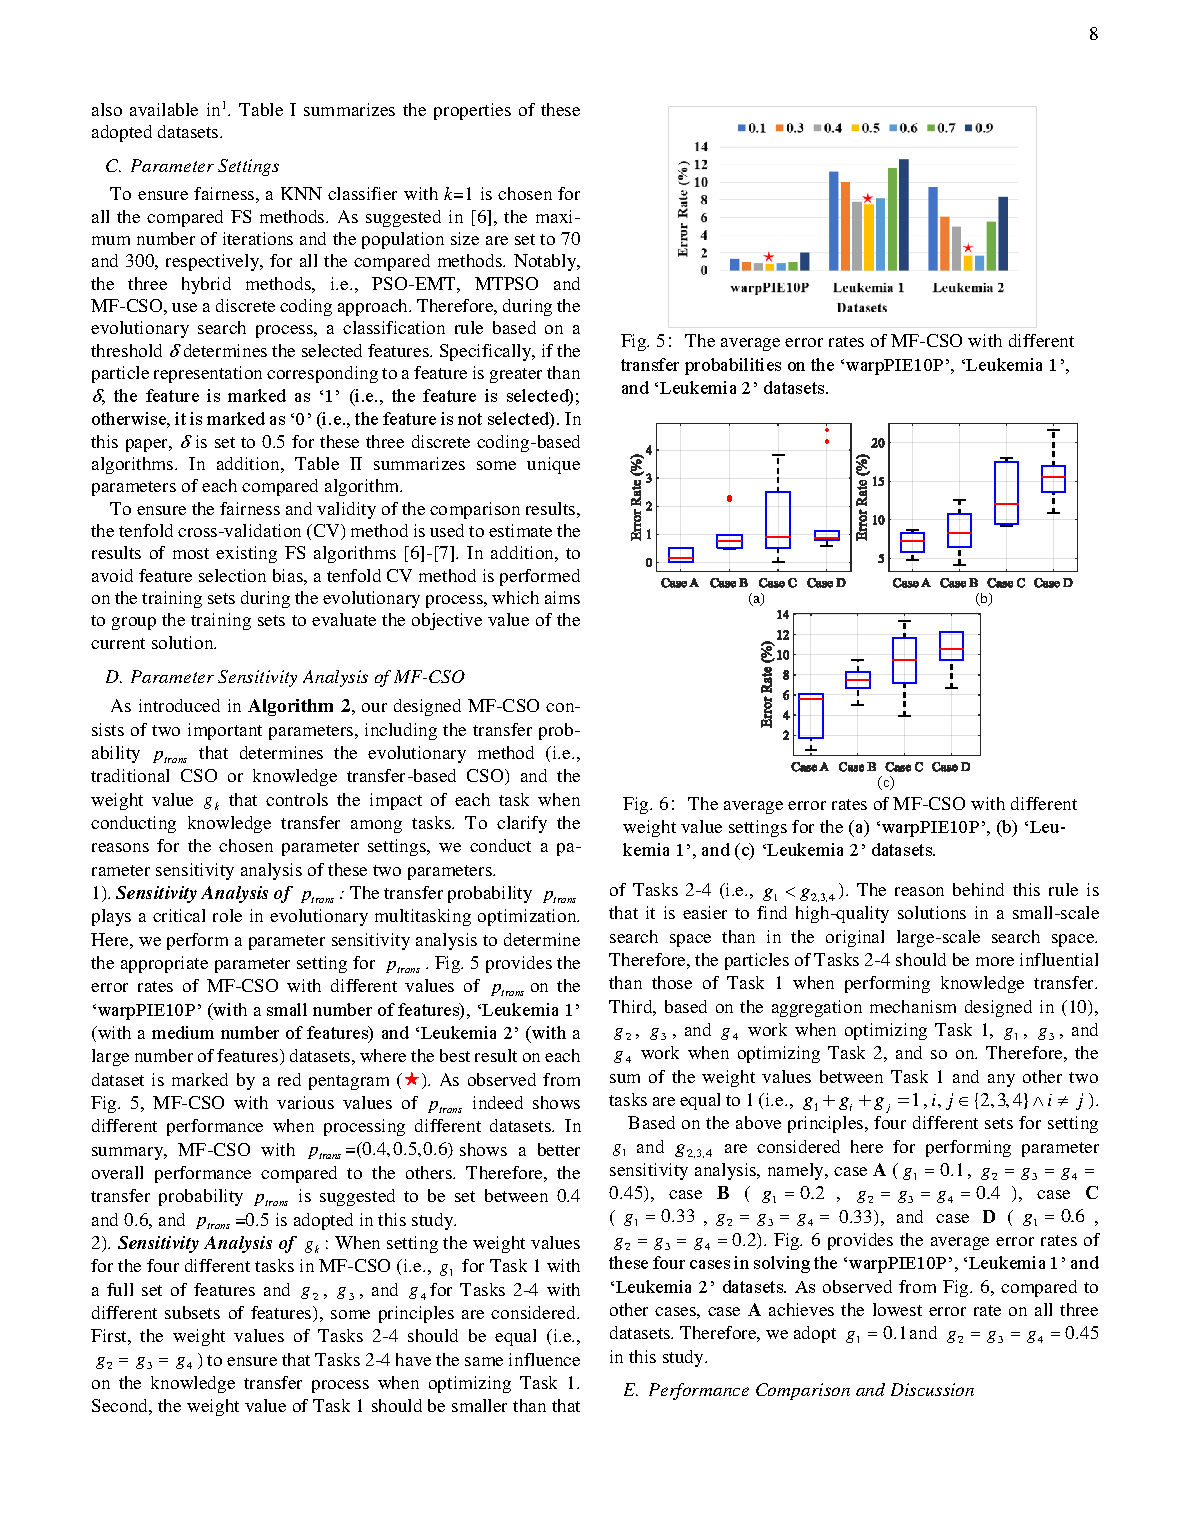 8
also available in1. Table I summarizes the properties of these
adopted datasets.
C. Parameter Settings
To ensure fairness, a KNN classifier with k=1 is chosen for
all the compared FS methods. As suggested in [6], the maxi-
mum number of iterations and the population size are set to 70
and 300, respectively, for all the compared methods. Notably,
the three hybrid methods, i.e., PSO-EMT, MTPSO and
MF-CSO, use a discrete coding approach. Therefore, during the
evolutionary search process, a classification rule based on a
threshold δ determines the selected features. Specifically, if the
particle representation corresponding to a feature is greater than
δ, the feature is marked as ‘1’ (i.e., the feature is selected);
otherwise, it is marked as ‘0’ (i.e., the feature is not selected). In
this paper, δ is set to 0.5 for these three discrete coding-based
algorithms. In addition, Table II summarizes some unique
parameters of each compared algorithm.
To ensure the fairness and validity of the comparison results,
the tenfold cross-validation (CV) method is used to estimate the
results of most existing FS algorithms [6]-[7]. In addition, to
avoid feature selection bias, a tenfold CV method is performed
on the training sets during the evolutionary process, which aims
to group the training sets to evaluate the objective value of the
current solution.
D. Parameter Sensitivity Analysis of MF-CSO
As introduced in Algorithm 2, our designed MF-CSO con-
sists of two important parameters, including the transfer prob-
ability p_trans that determines the evolutionary method (i.e.,
traditional CSO or knowledge transfer-based CSO) and the
weight value g_k that controls the impact of each task when
conducting knowledge transfer among tasks. To clarify the
reasons for the chosen parameter settings, we conduct a pa-
rameter sensitivity analysis of these two parameters.
1). Sensitivity Analysis of p_trans : The transfer probability p_trans
plays a critical role in evolutionary multitasking optimization.
Here, we perform a parameter sensitivity analysis to determine
the appropriate parameter setting for p_trans . Fig. 5 provides the
error rates of MF-CSO with different values of p_trans on the
‘warpPIE10P’ (with a small number of features), ‘Leukemia 1’
(with a medium number of features) and ‘Leukemia 2’ (with a
large number of features) datasets, where the best result on each
dataset is marked by a red pentagram (★). As observed from
Fig. 5, MF-CSO with various values of p_trans indeed shows
different performance when processing different datasets. In
summary, MF-CSO with p_trans=(0.4,0.5,0.6) shows a better
overall performance compared to the others. Therefore, the
transfer probability p_trans is suggested to be set between 0.4
and 0.6, and p_trans=0.5 is adopted in this study.
2). Sensitivity Analysis of g_k : When setting the weight values
for the four different tasks in MF-CSO (i.e., g_1 for Task 1 with
a full set of features and g_2, g_3, and g_4 for Tasks 2-4 with
different subsets of features), some principles are considered.
First, the weight values of Tasks 2-4 should be equal (i.e.,
g_2 = g_3 = g_4) to ensure that Tasks 2-4 have the same influence
on the knowledge transfer process when optimizing Task 1.
Second, the weight value of Task 1 should be smaller than that
0.1 0.3 0.4 0.5 0.6 0.7 0.9
14
12
10
8
6
4
2
0
Error Rate (%)
warpPIE10P Leukemia 1 Leukemia 2
Datasets
Fig. 5: The average error rates of MF-CSO with different
transfer probabilities on the ‘warpPIE10P’, ‘Leukemia 1’,
and ‘Leukemia 2’ datasets.
4
3
2
1
0
Error Rate (%)
Case A Case B Case C Case D
(a)
20
15
10
5
Error Rate (%)
Case A Case B Case C Case D
(b)
14
12
10
8
6
4
2
Error Rate (%)
Case A Case B Case C Case D
(c)
Fig. 6: The average error rates of MF-CSO with different
weight value settings for the (a) ‘warpPIE10P’, (b) ‘Leu-
kemia 1’, and (c) ‘Leukemia 2’ datasets.
of Tasks 2-4 (i.e., g_1 < g_2,3,4). The reason behind this rule is
that it is easier to find high-quality solutions in a small-scale
search space than in the original large-scale search space.
Therefore, the particles of Tasks 2-4 should be more influential
than those of Task 1 when performing knowledge transfer.
Third, based on the aggregation mechanism designed in (10),
g_2, g_3, and g_4 work when optimizing Task 1, g_1, g_3, and
g_4 work when optimizing Task 2, and so on. Therefore, the
sum of the weight values between Task 1 and any other two
tasks are equal to 1 (i.e., g_1+g_i+g_j=1, i, j∈{2,3,4}∧i≠ j).
Based on the above principles, four different sets for setting
g_1 and g_2,3,4 are considered here for performing parameter
sensitivity analysis, namely, case A (g_1 = 0.1, g_2 = g_3 = g_4 =
0.45), case B (g_1 = 0.2, g_2 = g_3 = g_4 = 0.4), case C
(g_1 = 0.33, g_2 = g_3 = g_4 = 0.33), and case D (g_1 = 0.6,
g_2 = g_3 = g_4 = 0.2). Fig. 6 provides the average error rates of
these four cases in solving the ‘warpPIE10P’, ‘Leukemia 1’ and
‘Leukemia 2’ datasets. As observed from Fig. 6, compared to
other cases, case A achieves the lowest error rate on all three
datasets. Therefore, we adopt g_1 = 0.1 and g_2 = g_3 = g_4 = 0.45
in this study.
E. Performance Comparison and Discussion